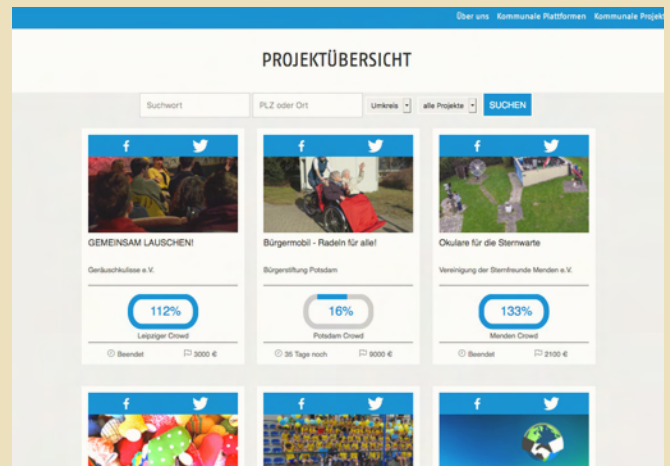 Über uns Kommunale Plattformen Kommunale Projek
PROJEKTÜBERSICHT
Suchwort PLZ oder Ort Umkreis alle Projekte SUCHEN
GEMEINSAM LAUSCHEN!
Geräuschkulisse e.V.
112%
Leipziger Crowd
Beendet 3000 €
Bürgermobil - Radeln für alle!
Bürgerstiftung Potsdam
16%
Potsdam Crowd
35 Tage noch 9000 €
Okulare für die Sternwarte
Vereinigung der Sternfreunde Menden e.V.
133%
Menden Crowd
Beendet 2100 €